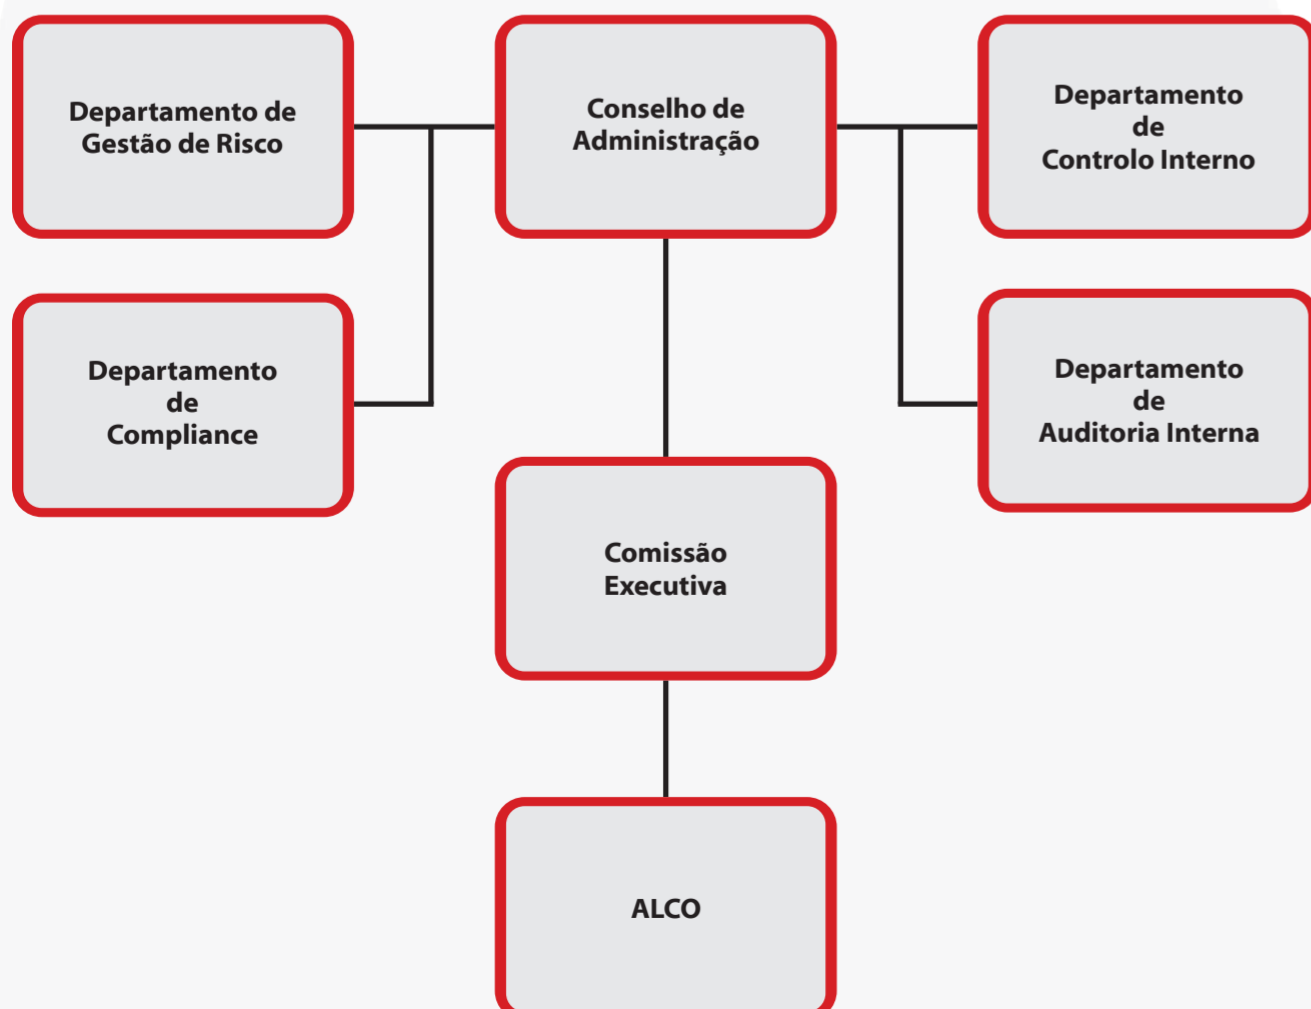 Departamento de
Gestão de Risco
Conselho de
Administração
Departamento
de
Controlo Interno
Departamento
de
Compliance
Departamento
de
Auditoria Interna
Comissão
Executiva
ALCO